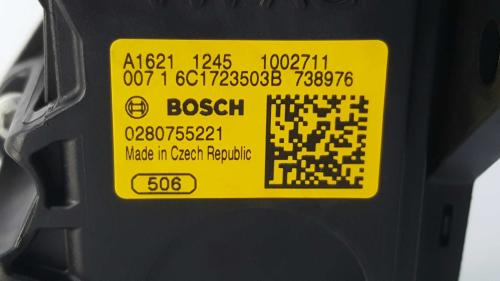 A1621 1245 1002711
007 1 6C1723503B 738976
BOSCH
0280755221
Made in Czech Republic
506